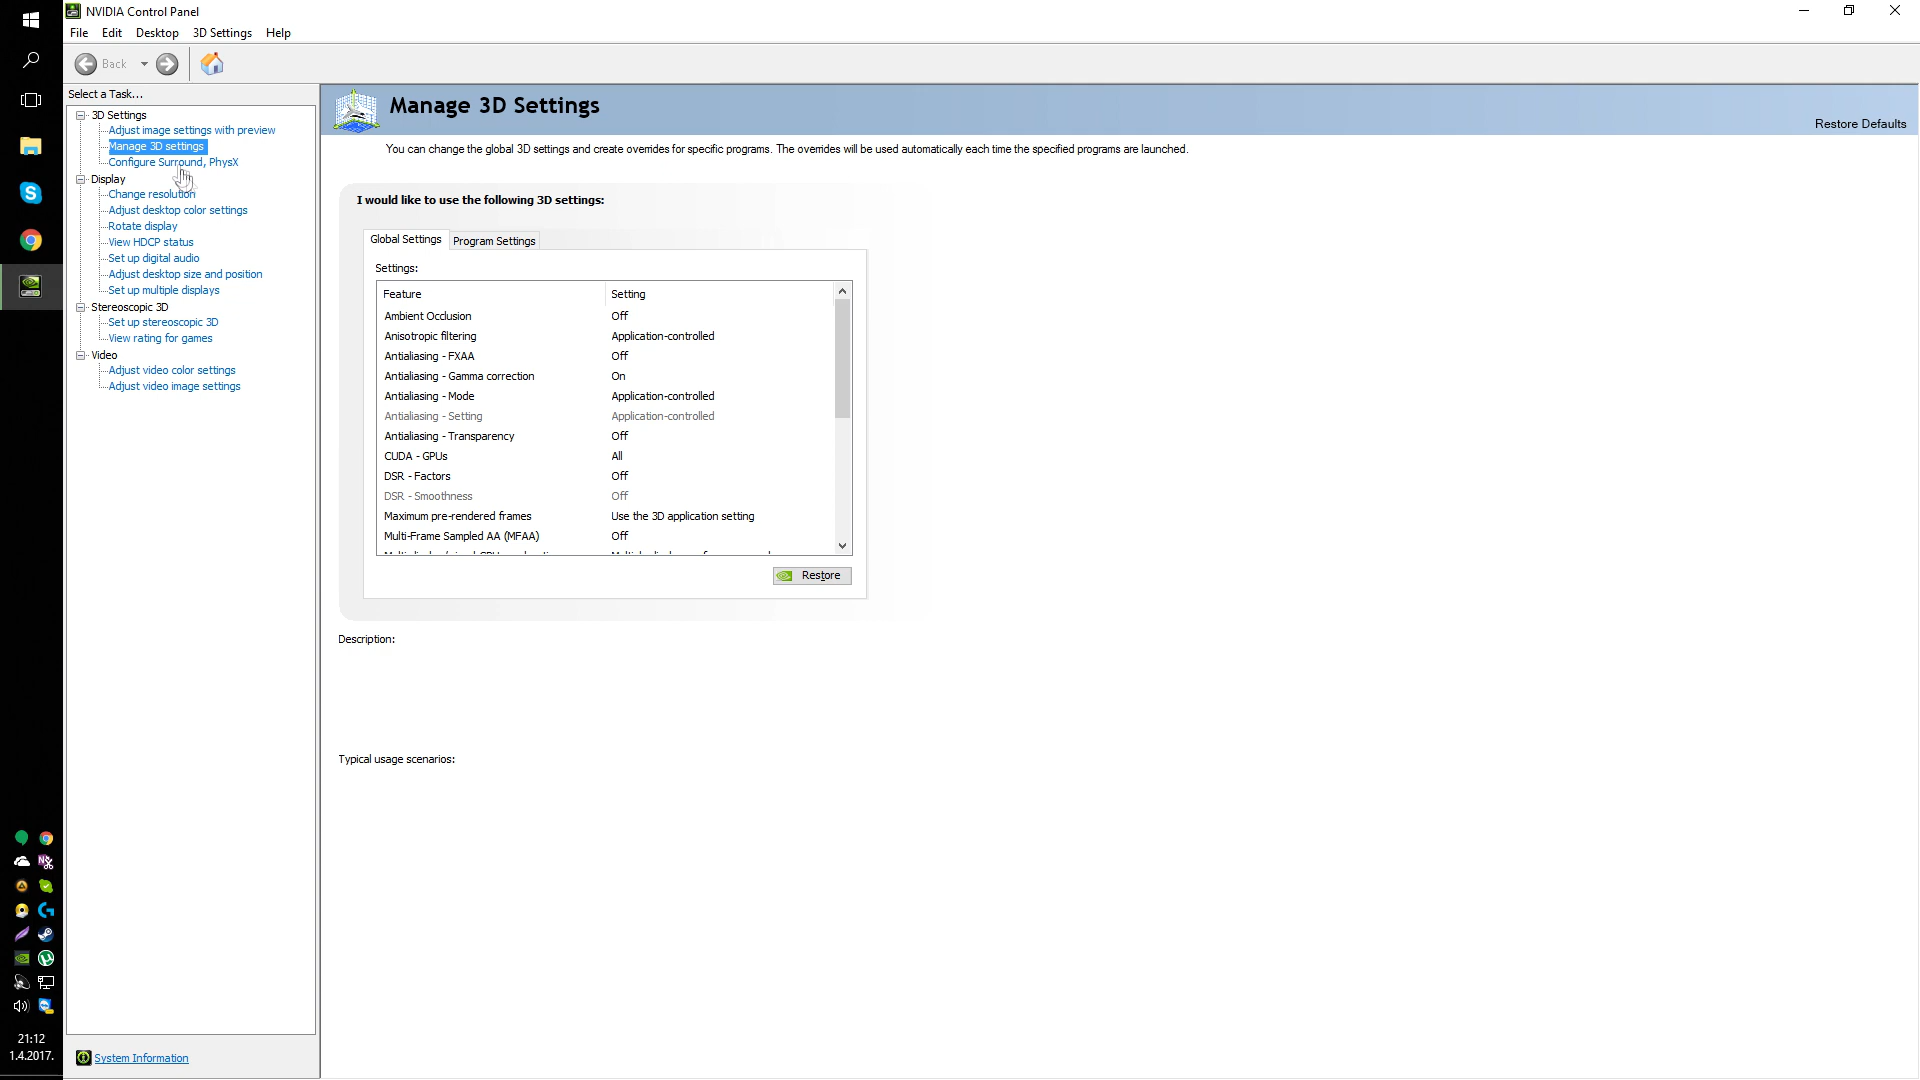 NVIDIA Control Panel
File Edit Desktop 3D Settings Help
Back
Select a Task...
3D Settings
Adjust image settings with preview
Manage 3D settings
Configure Surround, PhysX
Display
Change resolution
Adjust desktop color settings
Rotate display
View HDCP status
Set up digital audio
Adjust desktop size and position
Set up multiple displays
Stereoscopic 3D
Set up stereoscopic 3D
View rating for games
Video
Adjust video color settings
Adjust video image settings
System Information
Manage 3D Settings
Restore Defaults
You can change the global 3D settings and create overrides for specific programs. The overrides will be used automatically each time the specified programs are launched.
I would like to use the following 3D settings:
Global Settings Program Settings
Settings:
Feature Setting
Ambient Occlusion Off
Anisotropic filtering Application-controlled
Antialiasing - FXAA Off
Antialiasing - Gamma correction On
Antialiasing - Mode Application-controlled
Antialiasing - Setting Application-controlled
Antialiasing - Transparency Off
CUDA - GPUs All
DSR - Factors Off
DSR - Smoothness Off
Maximum pre-rendered frames Use the 3D application setting
Multi-Frame Sampled AA (MFAA) Off
Restore
Description:
Typical usage scenarios:
21:12
1.4.2017.